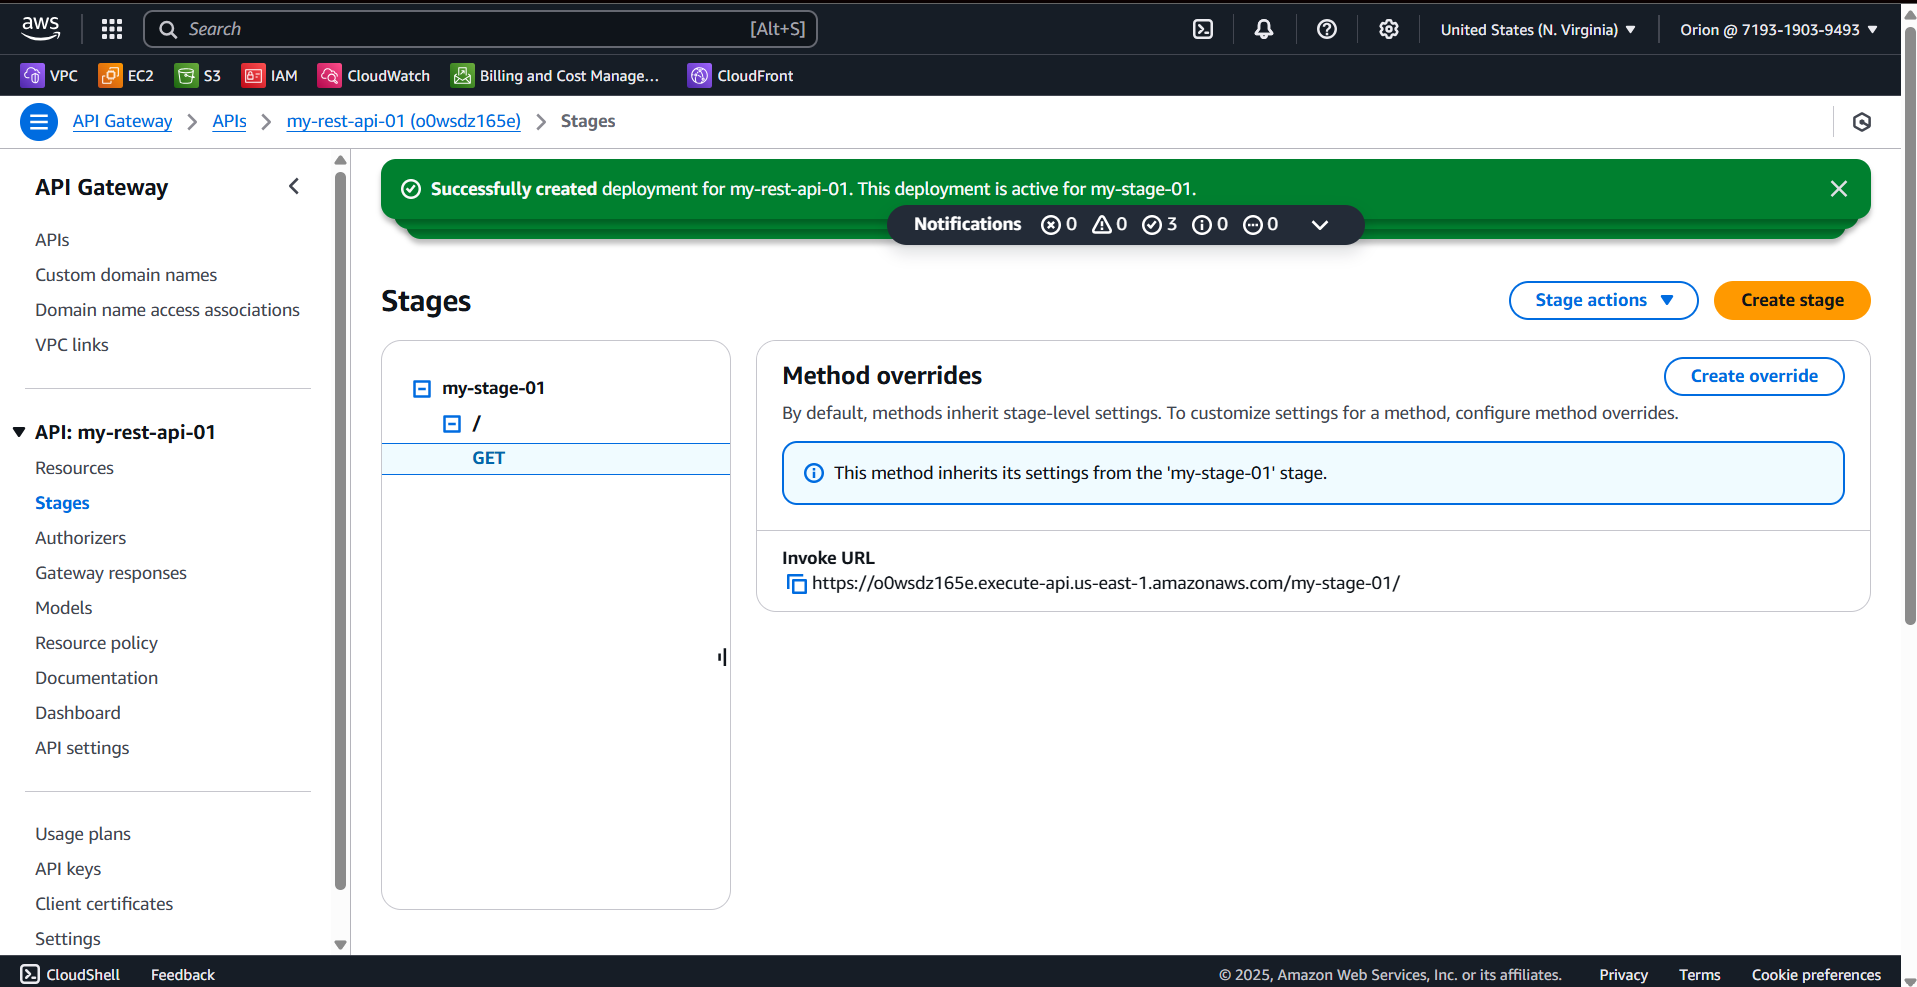 aws
Search [Alt+S]
United States (N. Virginia)
Orion @ 7193-1903-9493
VPC EC2 S3 IAM CloudWatch Billing and Cost Manage... CloudFront
API Gateway APIs my-rest-api-01 (o0wsdz165e) Stages
API Gateway
APIs
Custom domain names
Domain name access associations
VPC links
API: my-rest-api-01
Resources
Stages
Authorizers
Gateway responses
Models
Resource policy
Documentation
Dashboard
API settings
Usage plans
API keys
Client certificates
Settings
Successfully created deployment for my-rest-api-01. This deployment is active for my-stage-01.
Notifications 0 0 3 0 0
Stages
Stage actions
Create stage
my-stage-01
/
GET
Method overrides
Create override
By default, methods inherit stage-level settings. To customize settings for a method, configure method overrides.
This method inherits its settings from the 'my-stage-01' stage.
Invoke URL
https://o0wsdz165e.execute-api.us-east-1.amazonaws.com/my-stage-01/
CloudShell Feedback
© 2025, Amazon Web Services, Inc. or its affiliates. Privacy Terms Cookie preferences